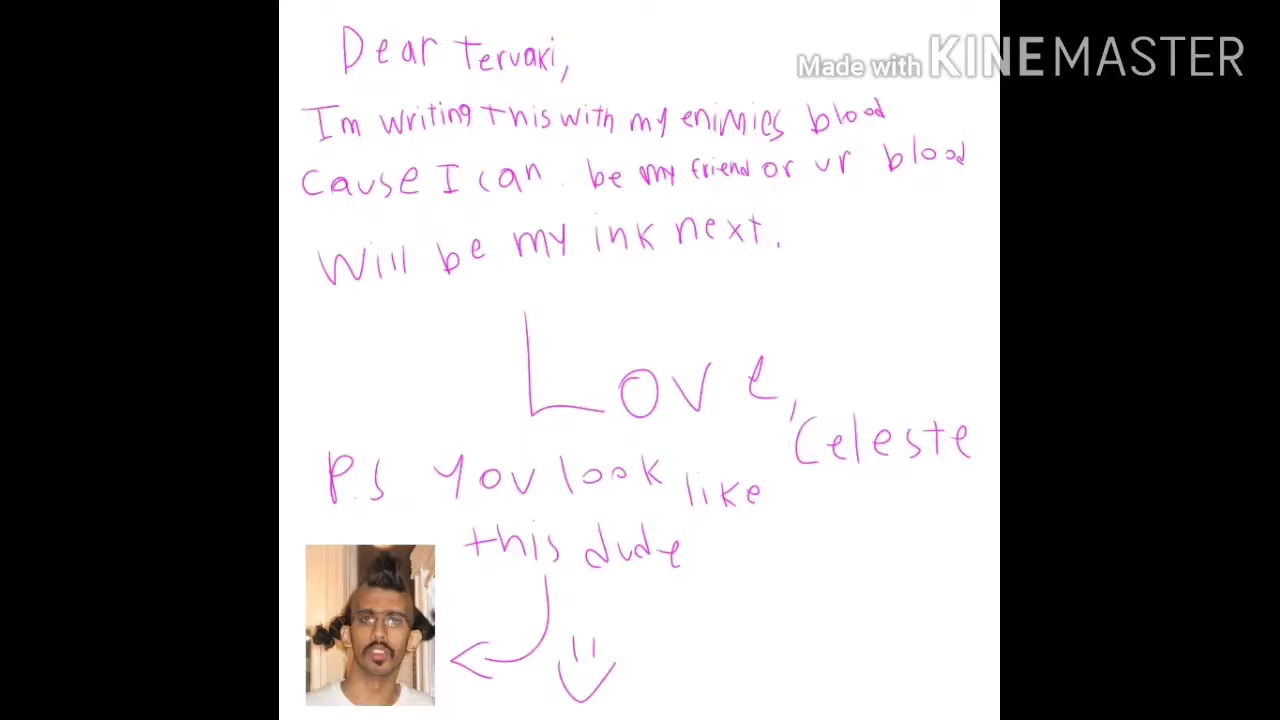 Dear Tervaki,
Made with KINEMASTER
I'm writing this with my enimies blood
cause I can be my friend or ur blood
Will be my ink next.
Love,
Celeste
P.S You look like
this dude